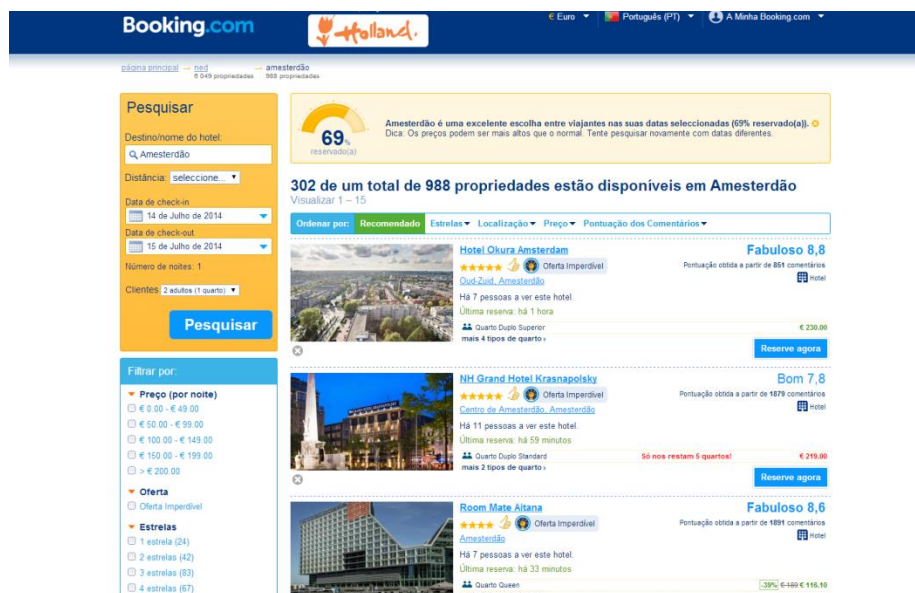 Booking.com
Holland.
€ Euro
Português (PT)
A Minha Booking.com
página principal → ned → amesterdão
6 049 propriedades 988 propriedades
Pesquisar
Destino/nome do hotel:
Amesterdão
Distância: seleccione...
Data de check-in
14 de Julho de 2014
Data de check-out
15 de Julho de 2014
Número de noites: 1
Clientes 2 adultos (1 quarto)
Pesquisar
Filtrar por:
Preço (por noite)
€ 0.00 - € 49.00
€ 50.00 - € 99.00
€ 100.00 - € 149.00
€ 150.00 - € 199.00
> € 200.00
Oferta
Oferta Imperdível
Estrelas
1 estrela (24)
2 estrelas (42)
3 estrelas (83)
4 estrelas (67)
69%
reservado(a)
Amesterdão é uma excelente escolha entre viajantes nas suas datas seleccionadas (69% reservado(a)).
Dica: Os preços podem ser mais altos que o normal. Tente pesquisar novamente com datas diferentes.
302 de um total de 988 propriedades estão disponíveis em Amesterdão
Visualizar 1 – 15
Ordenar por: Recomendado Estrelas Localização Preço Pontuação dos Comentários
Hotel Okura Amsterdam
Fabuloso 8,8
Oferta Imperdível
Pontuação obtida a partir de 851 comentários
Oud-Zuid, Amesterdão
Hotel
Há 7 pessoas a ver este hotel.
Última reserva: há 1 hora
Quarto Duplo Superior € 230.00
mais 4 tipos de quarto ›
Reserve agora
NH Grand Hotel Krasnapolsky
Bom 7,8
Oferta Imperdível
Pontuação obtida a partir de 1879 comentários
Centro de Amesterdão, Amesterdão
Hotel
Há 11 pessoas a ver este hotel.
Última reserva: há 59 minutos
Quarto Duplo Standard Só nos restam 5 quartos! € 219.00
mais 2 tipos de quarto ›
Reserve agora
Room Mate Aitana
Fabuloso 8,6
Oferta Imperdível
Pontuação obtida a partir de 1891 comentários
Amesterdão
Hotel
Há 7 pessoas a ver este hotel.
Última reserva: há 33 minutos
Quarto Queen -39% € 189 € 116.10